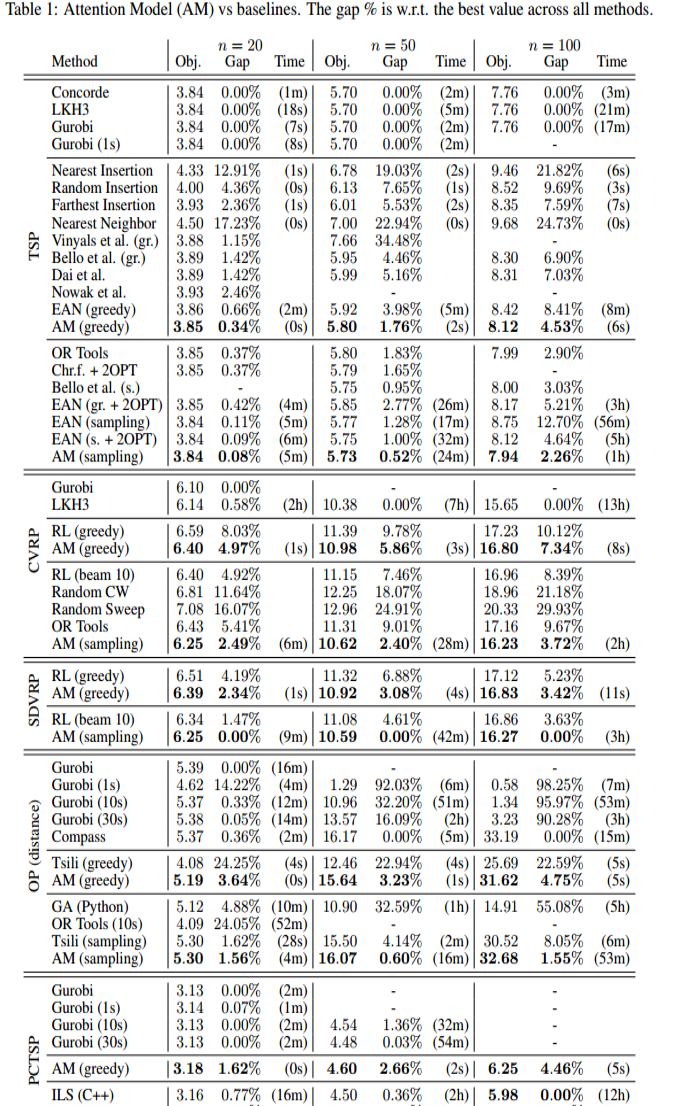 Table 1: Attention Model (AM) vs baselines. The gap % is w.r.t. the best value across all methods.
n = 20 n = 50 n = 100
Method Obj. Gap Time Obj. Gap Time Obj. Gap Time
TSP
Concorde 3.84 0.00% (1m) 5.70 0.00% (2m) 7.76 0.00% (3m)
LKH3 3.84 0.00% (18s) 5.70 0.00% (5m) 7.76 0.00% (21m)
Gurobi 3.84 0.00% (7s) 5.70 0.00% (2m) 7.76 0.00% (17m)
Gurobi (1s) 3.84 0.00% (8s) 5.70 0.00% (2m) -
Nearest Insertion 4.33 12.91% (1s) 6.78 19.03% (2s) 9.46 21.82% (6s)
Random Insertion 4.00 4.36% (0s) 6.13 7.65% (1s) 8.52 9.69% (3s)
Farthest Insertion 3.93 2.36% (1s) 6.01 5.53% (2s) 8.35 7.59% (7s)
Nearest Neighbor 4.50 17.23% (0s) 7.00 22.94% (0s) 9.68 24.73% (0s)
Vinyals et al. (gr.) 3.88 1.15% 7.66 34.48% -
Bello et al. (gr.) 3.89 1.42% 5.95 4.46% 8.30 6.90%
Dai et al. 3.89 1.42% 5.99 5.16% 8.31 7.03%
Nowak et al. 3.93 2.46% - -
EAN (greedy) 3.86 0.66% (2m) 5.92 3.98% (5m) 8.42 8.41% (8m)
AM (greedy) 3.85 0.34% (0s) 5.80 1.76% (2s) 8.12 4.53% (6s)
OR Tools 3.85 0.37% 5.80 1.83% 7.99 2.90%
Chr.f. + 2OPT 3.85 0.37% 5.79 1.65% -
Bello et al. (s.) - 5.75 0.95% 8.00 3.03%
EAN (gr. + 2OPT) 3.85 0.42% (4m) 5.85 2.77% (26m) 8.17 5.21% (3h)
EAN (sampling) 3.84 0.11% (5m) 5.77 1.28% (17m) 8.75 12.70% (56m)
EAN (s. + 2OPT) 3.84 0.09% (6m) 5.75 1.00% (32m) 8.12 4.64% (5h)
AM (sampling) 3.84 0.08% (5m) 5.73 0.52% (24m) 7.94 2.26% (1h)
CVRP
Gurobi 6.10 0.00% - -
LKH3 6.14 0.58% (2h) 10.38 0.00% (7h) 15.65 0.00% (13h)
RL (greedy) 6.59 8.03% 11.39 9.78% 17.23 10.12%
AM (greedy) 6.40 4.97% (1s) 10.98 5.86% (3s) 16.80 7.34% (8s)
RL (beam 10) 6.40 4.92% 11.15 7.46% 16.96 8.39%
Random CW 6.81 11.64% 12.25 18.07% 18.96 21.18%
Random Sweep 7.08 16.07% 12.96 24.91% 20.33 29.93%
OR Tools 6.43 5.41% 11.31 9.01% 17.16 9.67%
AM (sampling) 6.25 2.49% (6m) 10.62 2.40% (28m) 16.23 3.72% (2h)
SDVRP
RL (greedy) 6.51 4.19% 11.32 6.88% 17.12 5.23%
AM (greedy) 6.39 2.34% (1s) 10.92 3.08% (4s) 16.83 3.42% (11s)
RL (beam 10) 6.34 1.47% 11.08 4.61% 16.86 3.63%
AM (sampling) 6.25 0.00% (9m) 10.59 0.00% (42m) 16.27 0.00% (3h)
OP (distance)
Gurobi 5.39 0.00% (16m) - -
Gurobi (1s) 4.62 14.22% (4m) 1.29 92.03% (6m) 0.58 98.25% (7m)
Gurobi (10s) 5.37 0.33% (12m) 10.96 32.20% (51m) 1.34 95.97% (53m)
Gurobi (30s) 5.38 0.05% (14m) 13.57 16.09% (2h) 3.23 90.28% (3h)
Compass 5.37 0.36% (2m) 16.17 0.00% (5m) 33.19 0.00% (15m)
Tsili (greedy) 4.08 24.25% (4s) 12.46 22.94% (4s) 25.69 22.59% (5s)
AM (greedy) 5.19 3.64% (0s) 15.64 3.23% (1s) 31.62 4.75% (5s)
GA (Python) 5.12 4.88% (10m) 10.90 32.59% (1h) 14.91 55.08% (5h)
OR Tools (10s) 4.09 24.05% (52m) - -
Tsili (sampling) 5.30 1.62% (28s) 15.50 4.14% (2m) 30.52 8.05% (6m)
AM (sampling) 5.30 1.56% (4m) 16.07 0.60% (16m) 32.68 1.55% (53m)
PCTSP
Gurobi 3.13 0.00% (2m) - -
Gurobi (1s) 3.14 0.07% (1m) - -
Gurobi (10s) 3.13 0.00% (2m) 4.54 1.36% (32m) -
Gurobi (30s) 3.13 0.00% (2m) 4.48 0.03% (54m) -
AM (greedy) 3.18 1.62% (0s) 4.60 2.66% (2s) 6.25 4.46% (5s)
ILS (C++) 3.16 0.77% (16m) 4.50 0.36% (2h) 5.98 0.00% (12h)